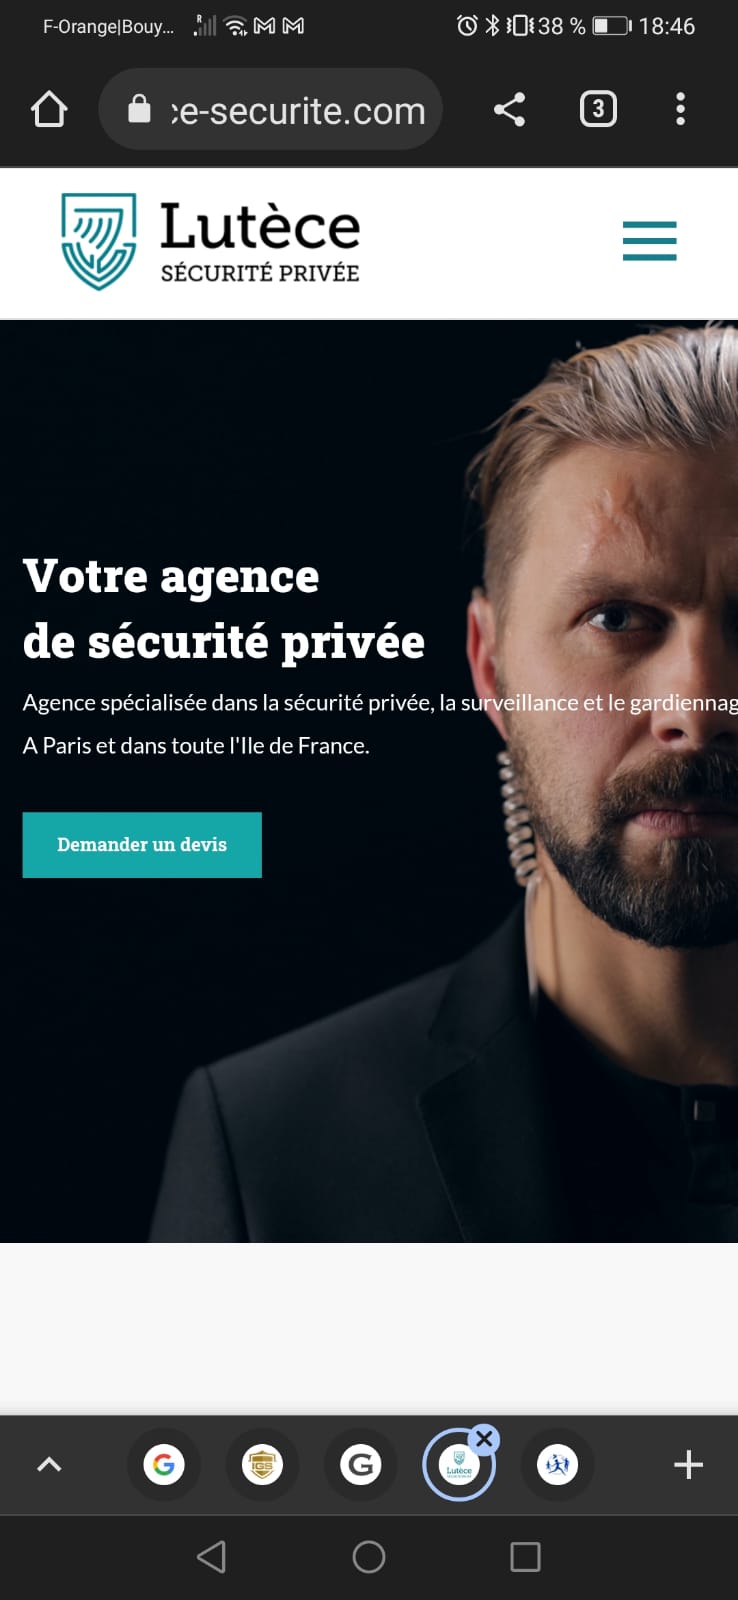 F-Orange|Bouy...
R
38 %
18:46
ce-securite.com
3
Lutèce
SÉCURITÉ PRIVÉE
Votre agence
de sécurité privée
Agence spécialisée dans la sécurité privée, la surveillance et le gardiennag
A Paris et dans toute l'Ile de France.
Demander un devis
G
IGS
G
Lutèce